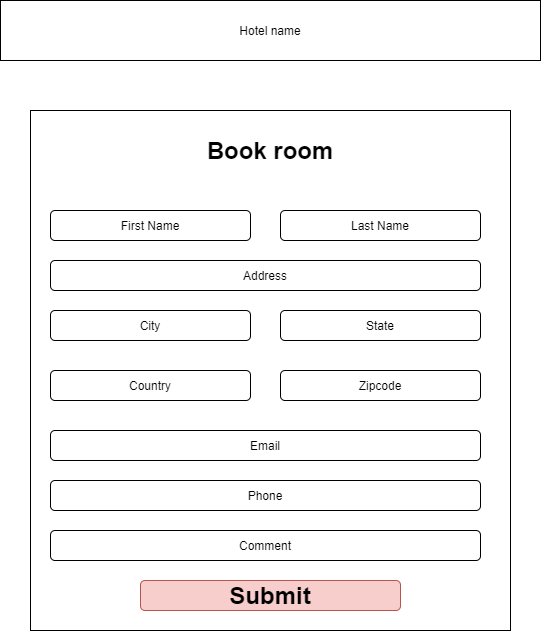 Hotel name
Book room
First Name
Last Name
Address
City
State
Country
Zipcode
Email
Phone
Comment
Submit